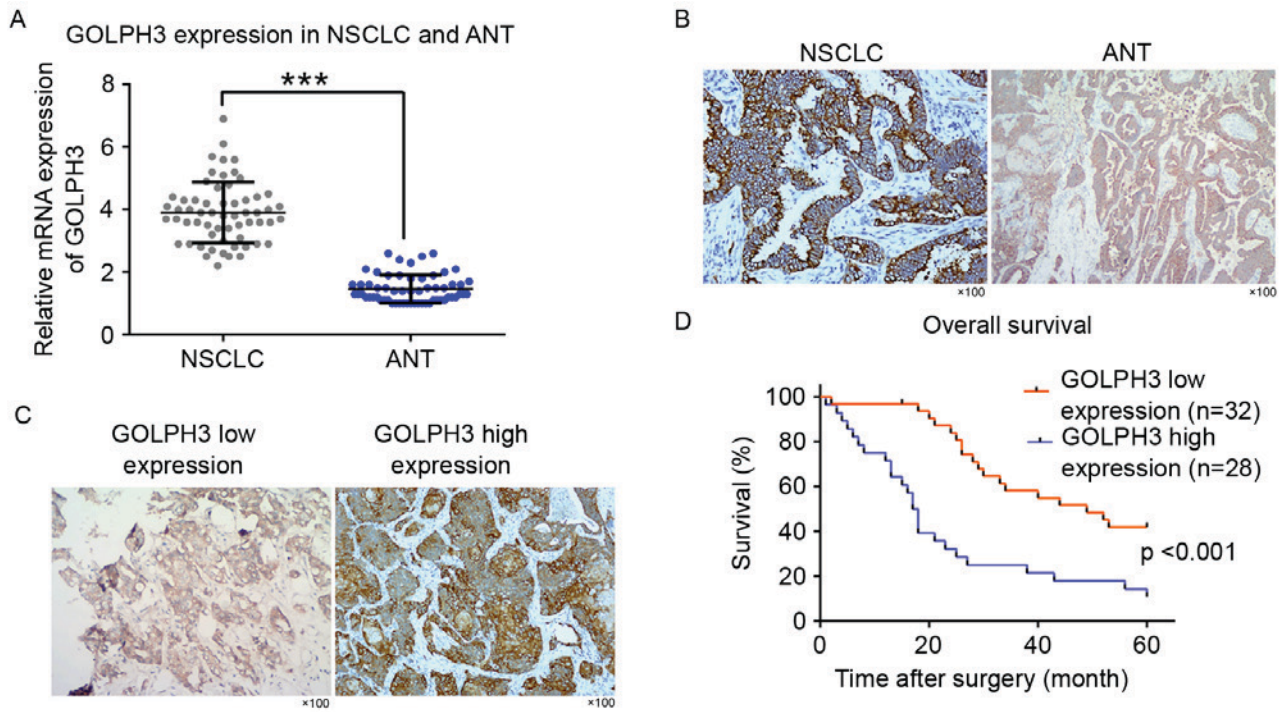 A
GOLPH3 expression in NSCLC and ANT
Relative mRNA expression
of GOLPH3
8
6
4
2
0
***
NSCLC
ANT
B
NSCLC
ANT
×100
×100
C
GOLPH3 low
expression
GOLPH3 high
expression
×100
×100
D
Overall survival
Survival (%)
100
80
60
40
20
0
GOLPH3 low
expression (n=32)
GOLPH3 high
expression (n=28)
p <0.001
0
20
40
60
Time after surgery (month)